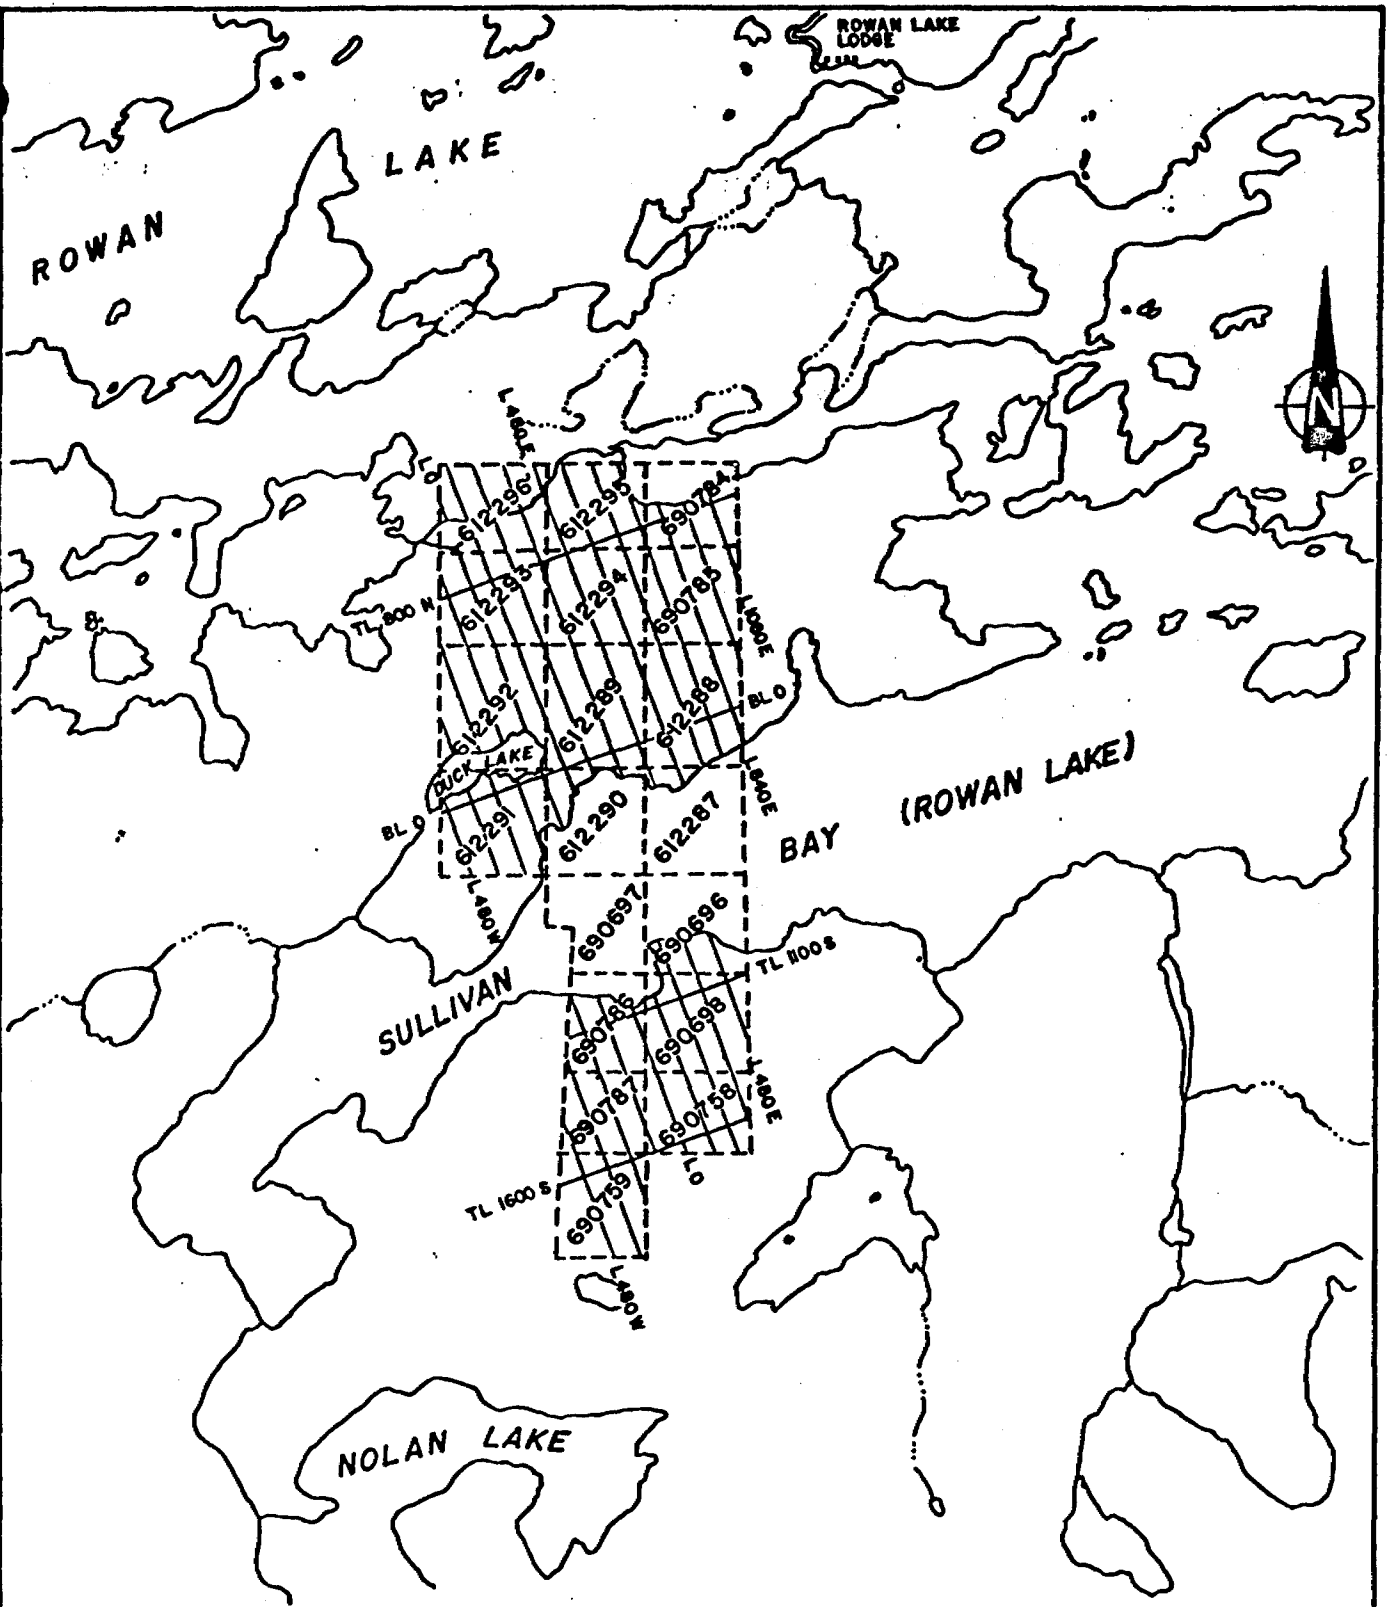 ROWAN LAKE
LODGE
LAKE
ROWAN
N
L 480 E
L 0
612296
612295
690784
612293
612294
690785
TL 800 N
L 1080 E
612292
612289
612288
BL 0
DUCK LAKE
L 840 E
BL 0
612291
612290
612287
BAY (ROWAN LAKE)
L 480 W
690697
690696
TL 1100 S
SULLIVAN
690786
690698
690787
690758
L 480 E
L 0
TL 1600 S
690759
L 480 W
NOLAN LAKE